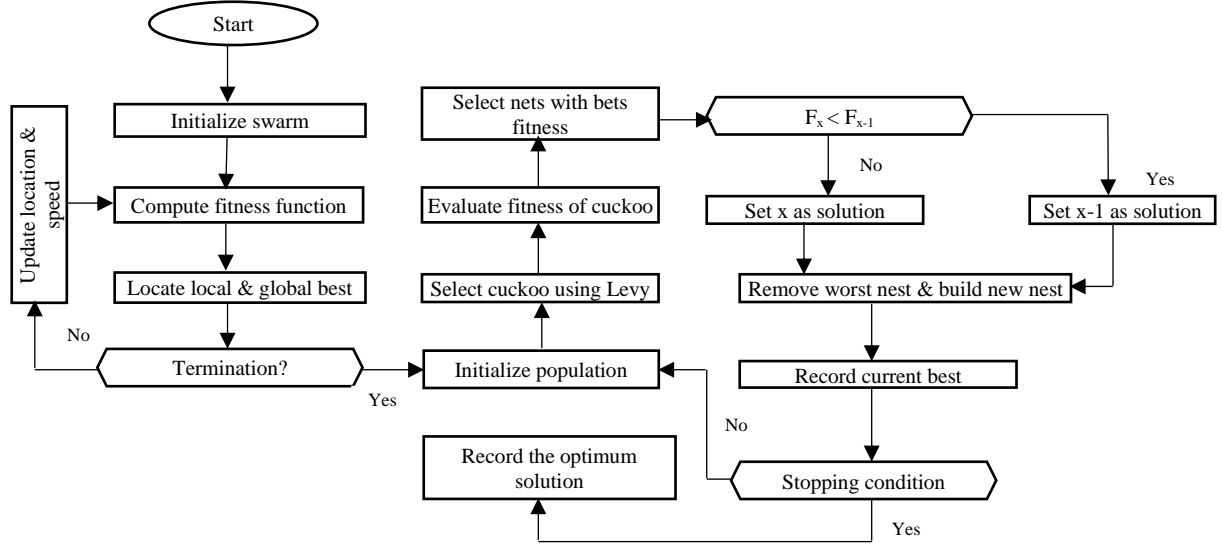 Start
Initialize swarm
Update location &
speed
Compute fitness function
Locate local & global best
No
Termination?
Yes
Select nets with bets
fitness
Evaluate fitness of cuckoo
Select cuckoo using Levy
Initialize population
Fₓ < Fₓ₋₁
No
Yes
Set x as solution
Set x-1 as solution
Remove worst nest & build new nest
Record current best
No
Stopping condition
Yes
Record the optimum
solution